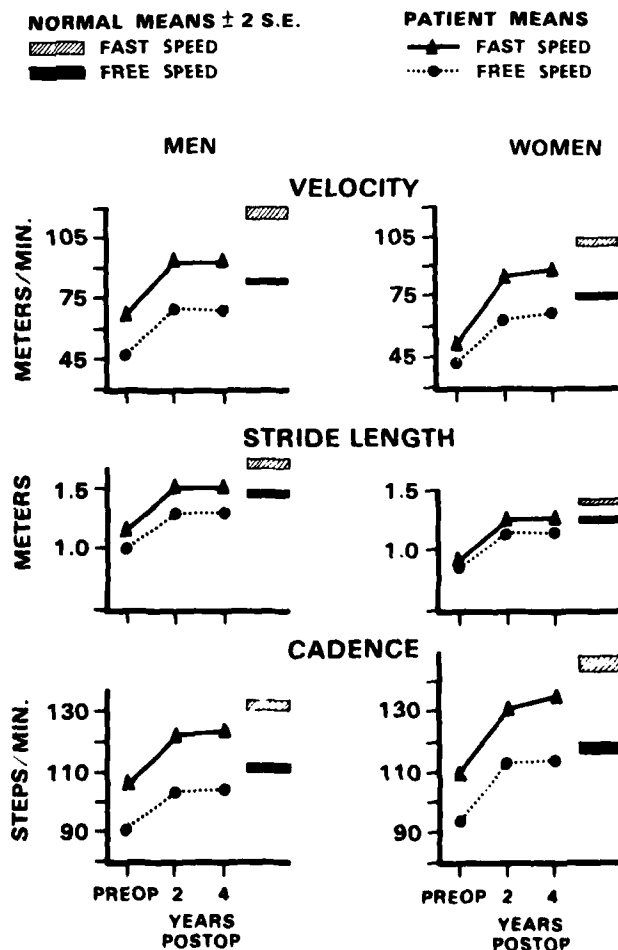 NORMAL MEANS ± 2 S.E.
FAST SPEED
FREE SPEED
PATIENT MEANS
FAST SPEED
FREE SPEED
MEN
WOMEN
VELOCITY
METERS/MIN.
105
75
45
105
75
45
STRIDE LENGTH
METERS
1.5
1.0
1.5
1.0
CADENCE
STEPS/MIN.
130
110
90
130
110
90
PREOP 2 4
YEARS
POSTOP
PREOP 2 4
YEARS
POSTOP